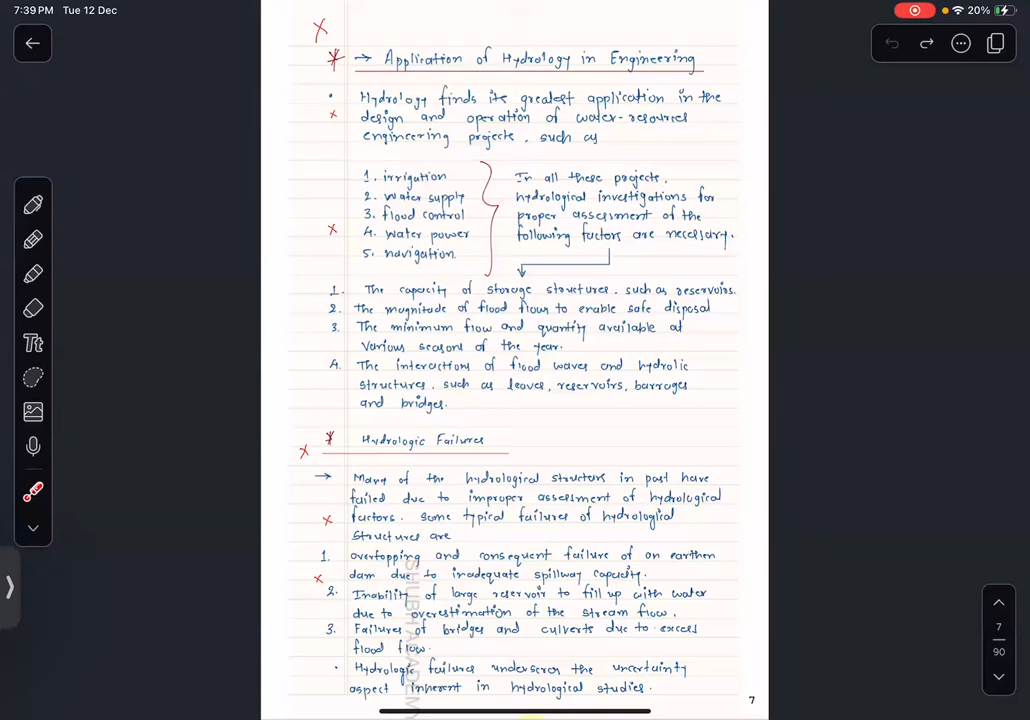 7:39 PM Tue 12 Dec
20%
* → Application of Hydrology in Engineering
• Hydrology finds its greatest application in the
design and operation of water-resources
engineering projects, such as
1. irrigation
2. water supply
3. flood control
4. water power
5. navigation.
In all these projects,
hydrological investigations for
proper assessment of the
following factors are necessary.
1. The capacity of storage structures, such as reservoirs.
2. the magnitude of flood flows to enable safe disposal
3. The minimum flow and quantity available at
various seasons of the year.
4. The interactions of flood waves and hydrolic
structures, such as leaves, reservoirs, barrages
and bridges.
* Hydrologic Failures
→ Many of the hydrological structurs in past have
failed due to improper assessment of hydrological
factors. Some typical failures of hydrological
structures are
1. overtopping and consequent failure of an earthen
dam due to inadequate spillway capacity.
2. Inability of large reservoir to fill up with water
due to overestimation of the stream flow.
3. Failures of bridges and culverts due to excess
flood flow.
• Hydrologic failures underscer the uncertainty
aspect inherent in hydrological studies.
SHUBH ACADEMY
7
Tt
7
90